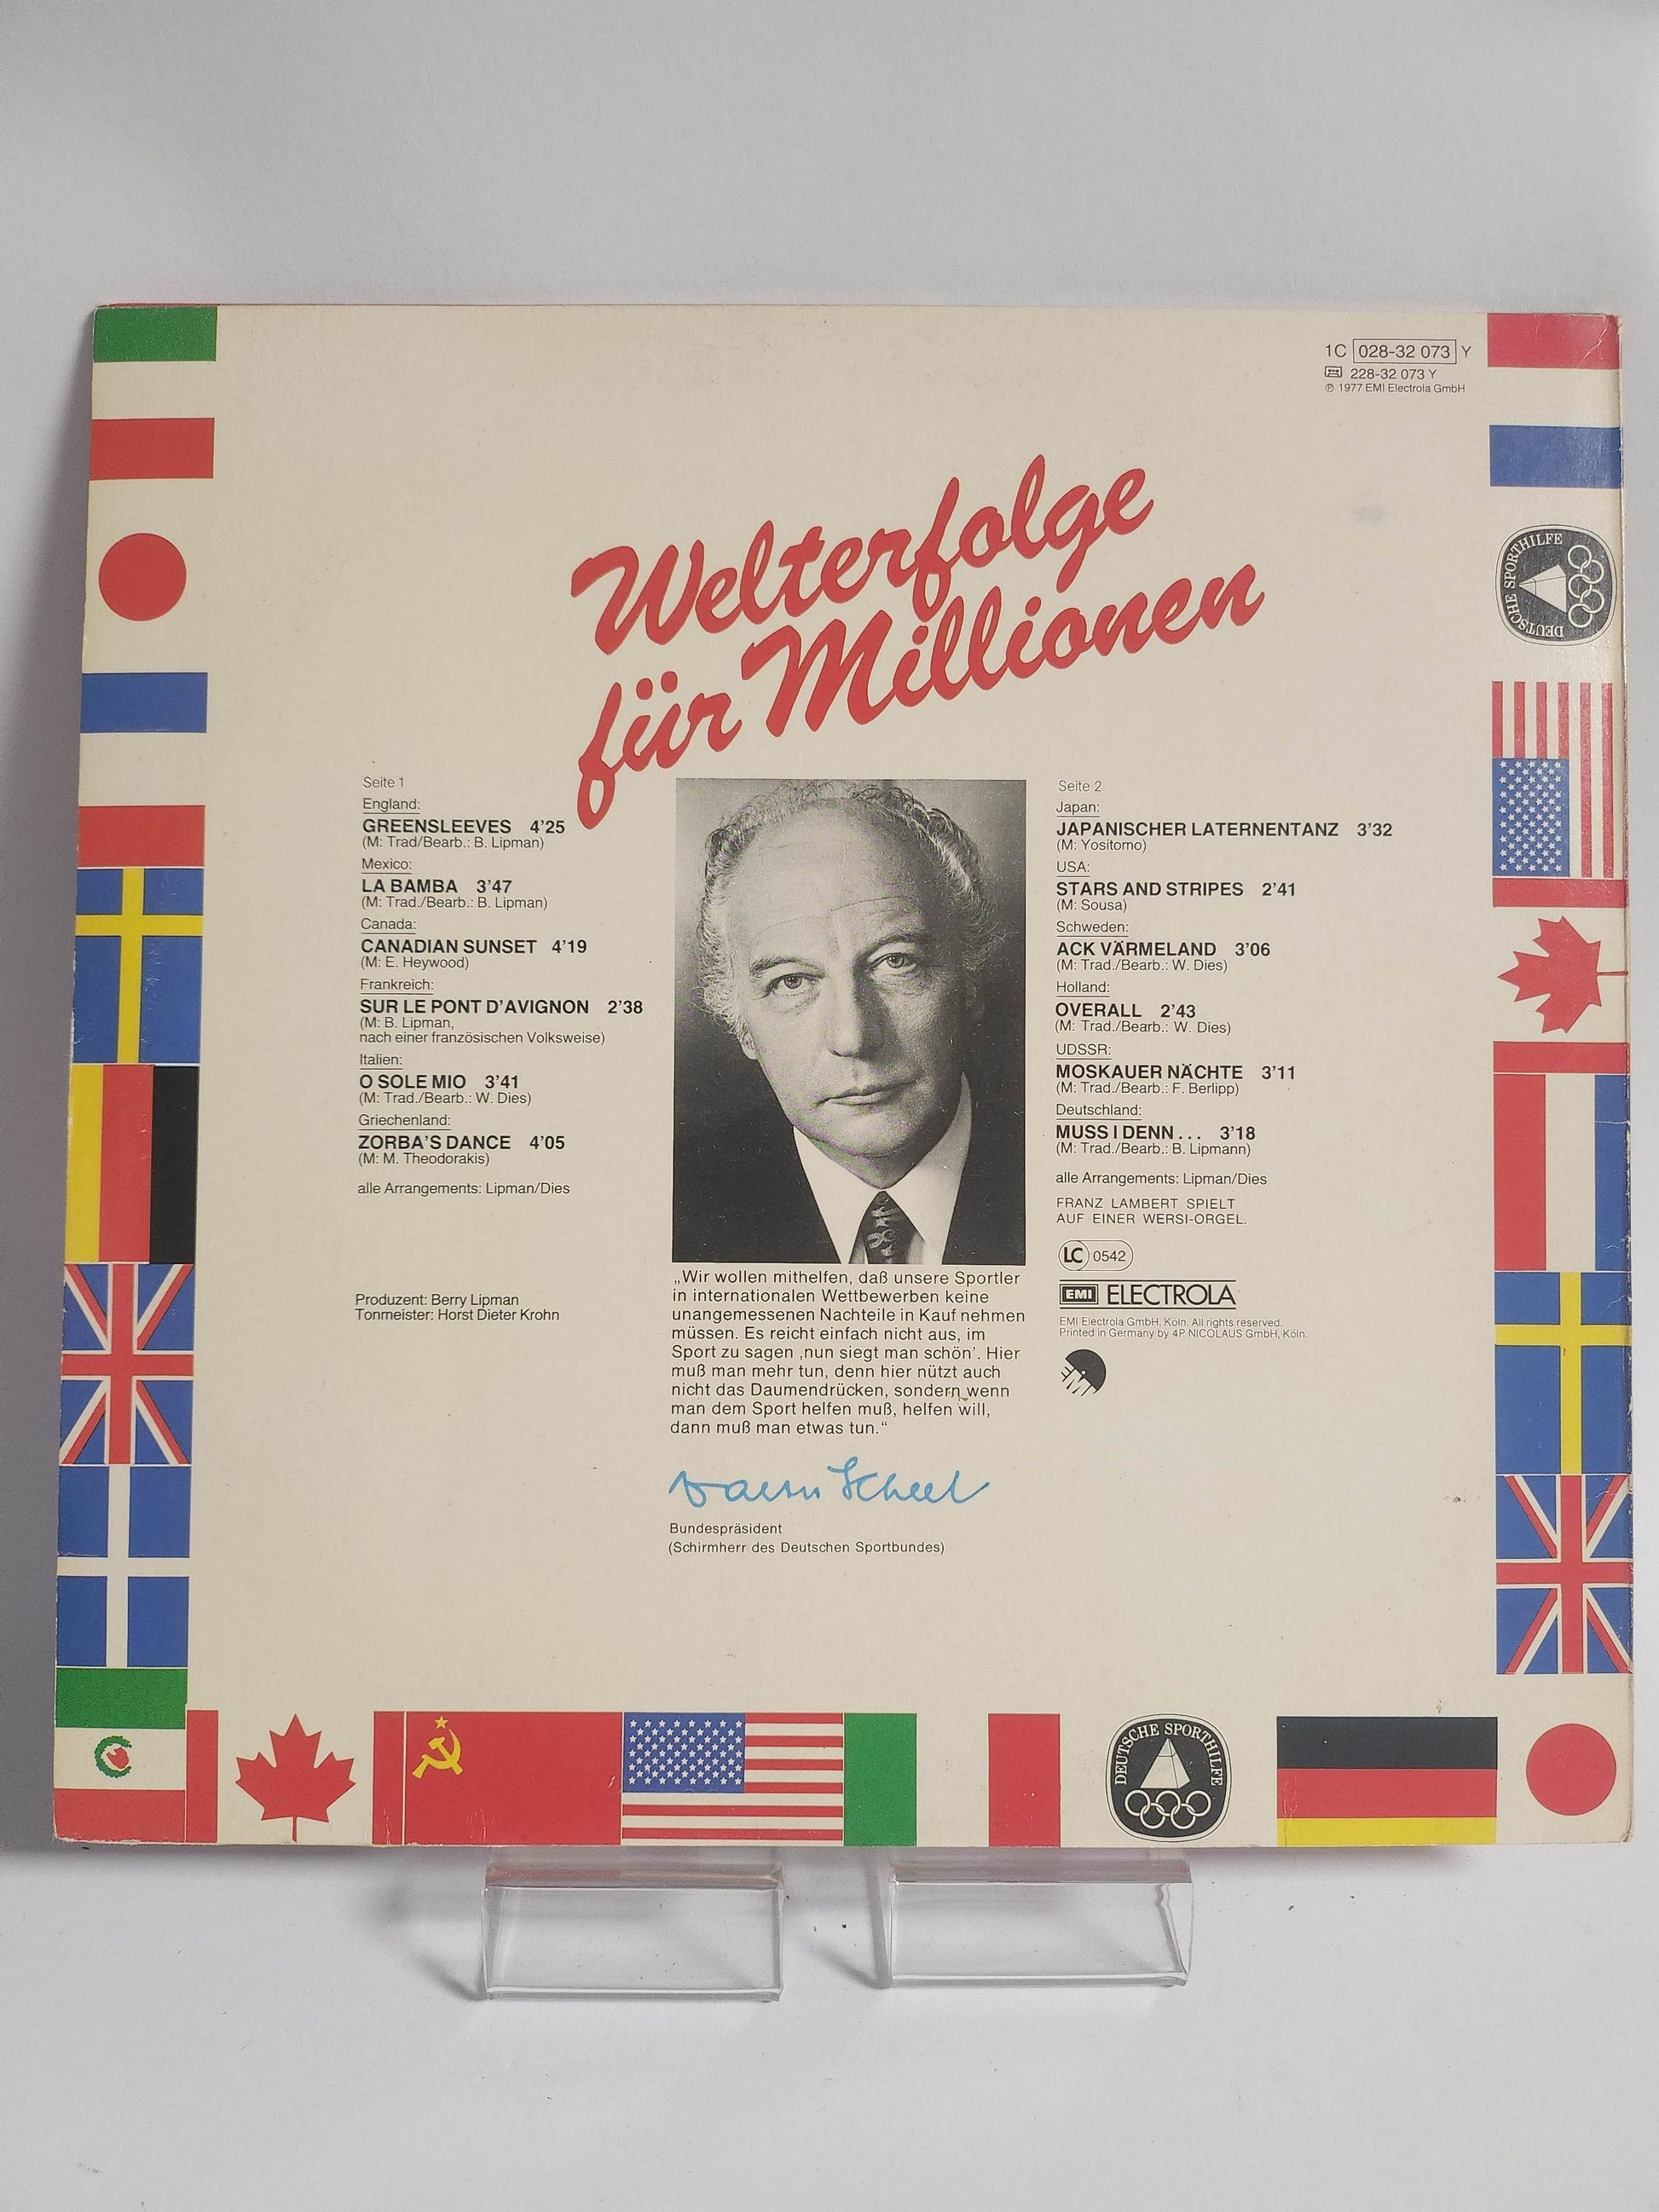 1C 028-32 073 Y
228-32 073 Y
℗ 1977 EMI Electrola GmbH
Welterfolge
für Millionen
Seite 1
England:
GREENSLEEVES 4'25
(M: Trad/Bearb.: B. Lipman)
Mexico:
LA BAMBA 3'47
(M: Trad./Bearb.: B. Lipman)
Canada:
CANADIAN SUNSET 4'19
(M: E. Heywood)
Frankreich:
SUR LE PONT D'AVIGNON 2'38
(M: B. Lipman,
nach einer französischen Volksweise)
Italien:
O SOLE MIO 3'41
(M: Trad./Bearb.: W. Dies)
Griechenland:
ZORBA'S DANCE 4'05
(M: M. Theodorakis)
alle Arrangements: Lipman/Dies
Produzent: Berry Lipman
Tonmeister: Horst Dieter Krohn
„Wir wollen mithelfen, daß unsere Sportler
in internationalen Wettbewerben keine
unangemessenen Nachteile in Kauf nehmen
müssen. Es reicht einfach nicht aus, im
Sport zu sagen ‚nun siegt man schön'. Hier
muß man mehr tun, denn hier nützt auch
nicht das Daumendrücken, sondern wenn
man dem Sport helfen muß, helfen will,
dann muß man etwas tun.“
Walter Scheel
Bundespräsident
(Schirmherr des Deutschen Sportbundes)
Seite 2
Japan:
JAPANISCHER LATERNENTANZ 3'32
(M: Yositomo)
USA:
STARS AND STRIPES 2'41
(M: Sousa)
Schweden:
ACK VÄRMELAND 3'06
(M: Trad./Bearb.: W. Dies)
Holland:
OVERALL 2'43
(M: Trad./Bearb.: W. Dies)
UDSSR:
MOSKAUER NÄCHTE 3'11
(M: Trad./Bearb.: F. Berlipp)
Deutschland:
MUSS I DENN ... 3'18
(M: Trad./Bearb.: B. Lipmann)
alle Arrangements: Lipman/Dies
FRANZ LAMBERT SPIELT
AUF EINER WERSI-ORGEL.
LC 0542
EMI ELECTROLA
EMI Electrola GmbH, Köln. All rights reserved.
Printed in Germany by 4P NICOLAUS GmbH, Köln.
EMI
DEUTSCHE SPORTHILFE
DEUTSCHE SPORTHILFE